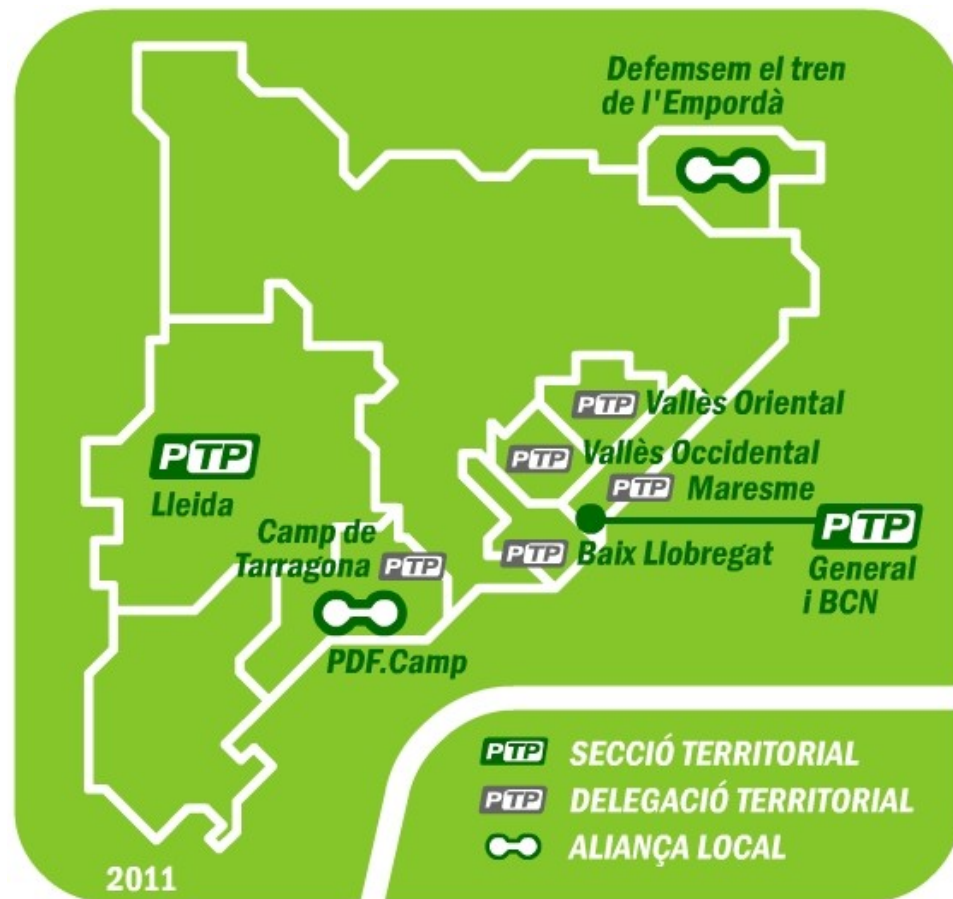 Defemsem el tren
de l'Empordà
PTP Vallès Oriental
PTP Vallès Occidental
PTP Maresme
PTP
Lleida
PTP
General
i BCN
Camp de
Tarragona PTP
PTP Baix Llobregat
PDF.Camp
PTP SECCIÓ TERRITORIAL
PTP DELEGACIÓ TERRITORIAL
ALIANÇA LOCAL
2011